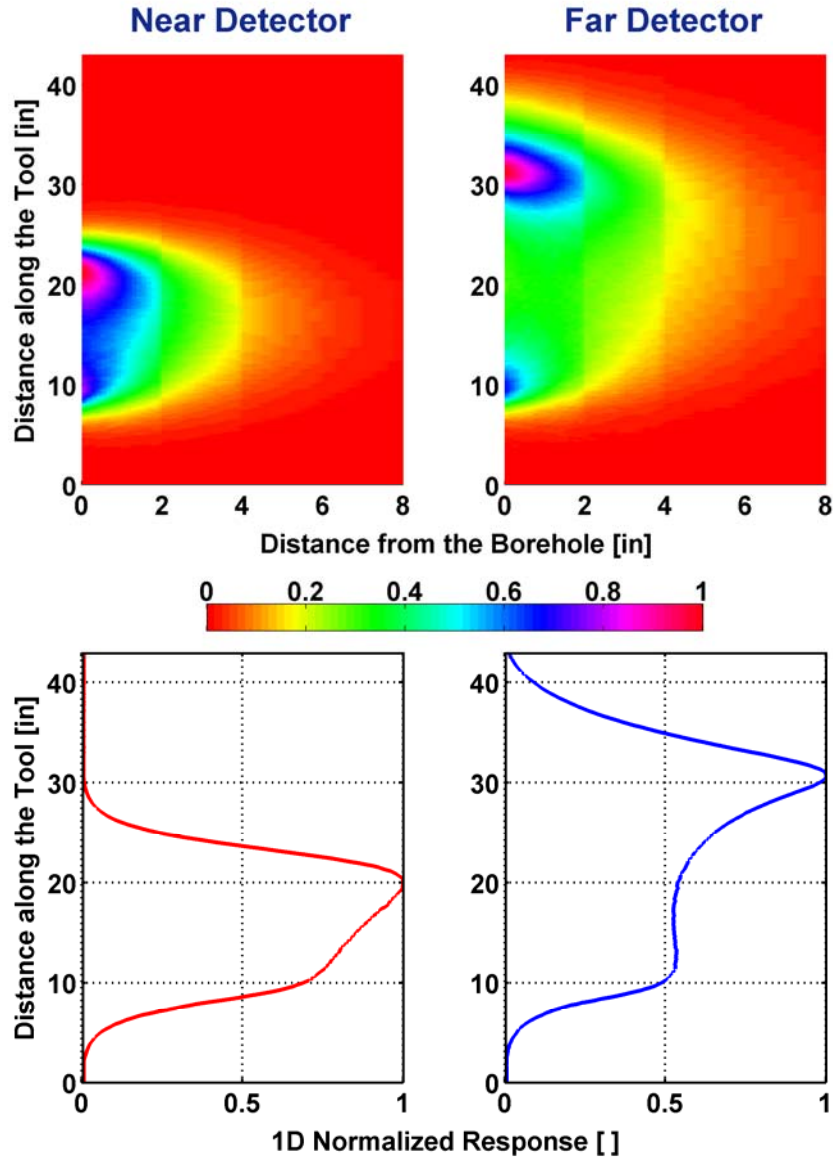 Near Detector
Far Detector
Distance along the Tool [in]
40
30
20
10
0
0 2 4 6 8
40
30
20
10
0
0 2 4 6 8
Distance from the Borehole [in]
0 0.2 0.4 0.6 0.8 1
Distance along the Tool [in]
40
30
20
10
0
0 0.5 1
40
30
20
10
0
0 0.5 1
1D Normalized Response [ ]